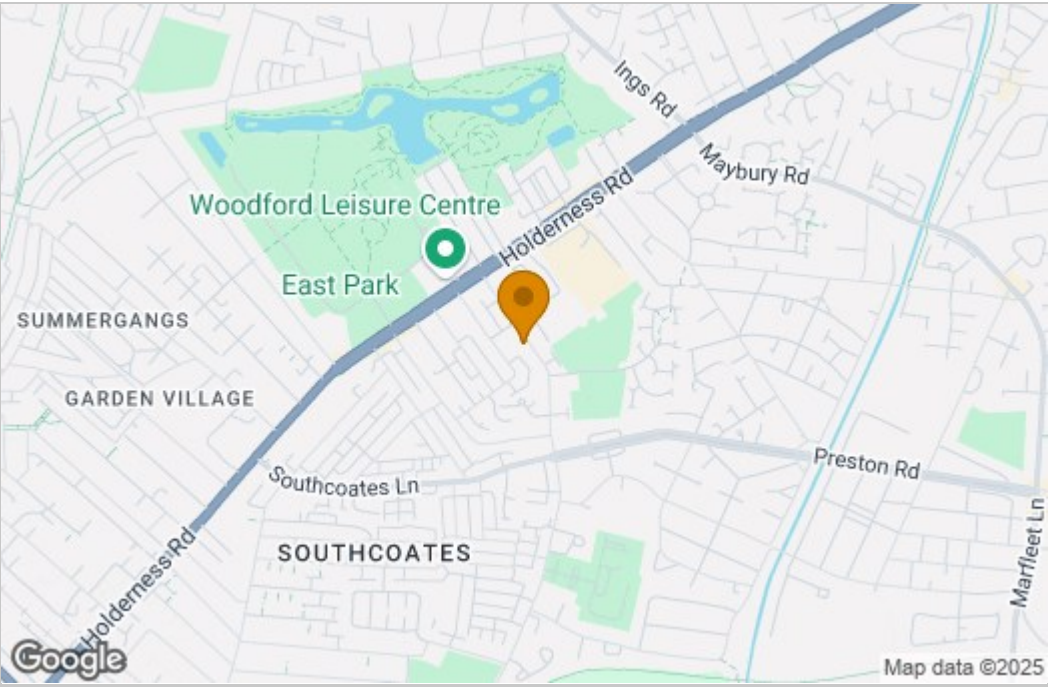 Ings Rd
Maybury Rd
Woodford Leisure Centre
Holderness Rd
East Park
SUMMERGANGS
GARDEN VILLAGE
Preston Rd
Southcoates Ln
SOUTHCOATES
Marfleet Ln
Holderness Rd
Google
Map data ©2025